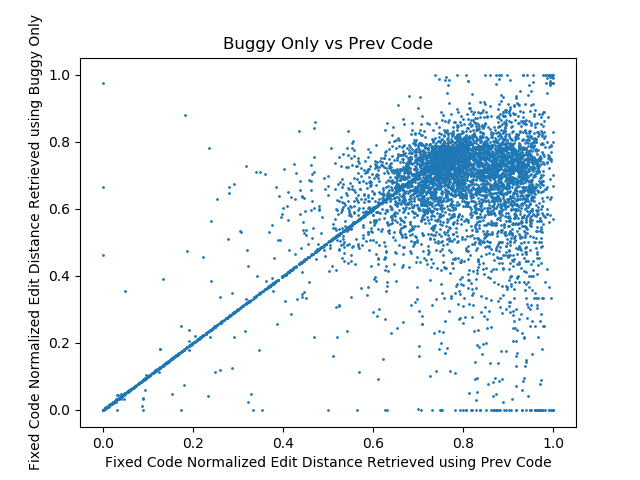 Buggy Only vs Prev Code
Fixed Code Normalized Edit Distance Retrieved using Buggy Only
1.0
0.8
0.6
0.4
0.2
0.0
0.0 0.2 0.4 0.6 0.8 1.0
Fixed Code Normalized Edit Distance Retrieved using Prev Code